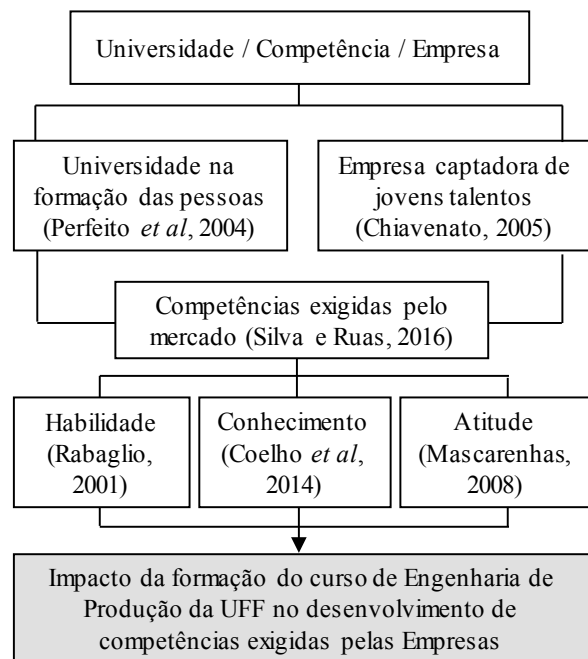 Universidade / Competência / Empresa
Universidade na
formação das pessoas
(Perfeito et al, 2004)
Empresa captadora de
jovens talentos
(Chiavenato, 2005)
Competências exigidas pelo
mercado (Silva e Ruas, 2016)
Habilidade
(Rabaglio,
2001)
Conhecimento
(Coelho et al,
2014)
Atitude
(Mascarenhas,
2008)
Impacto da formação do curso de Engenharia de
Produção da UFF no desenvolvimento de
competências exigidas pelas Empresas